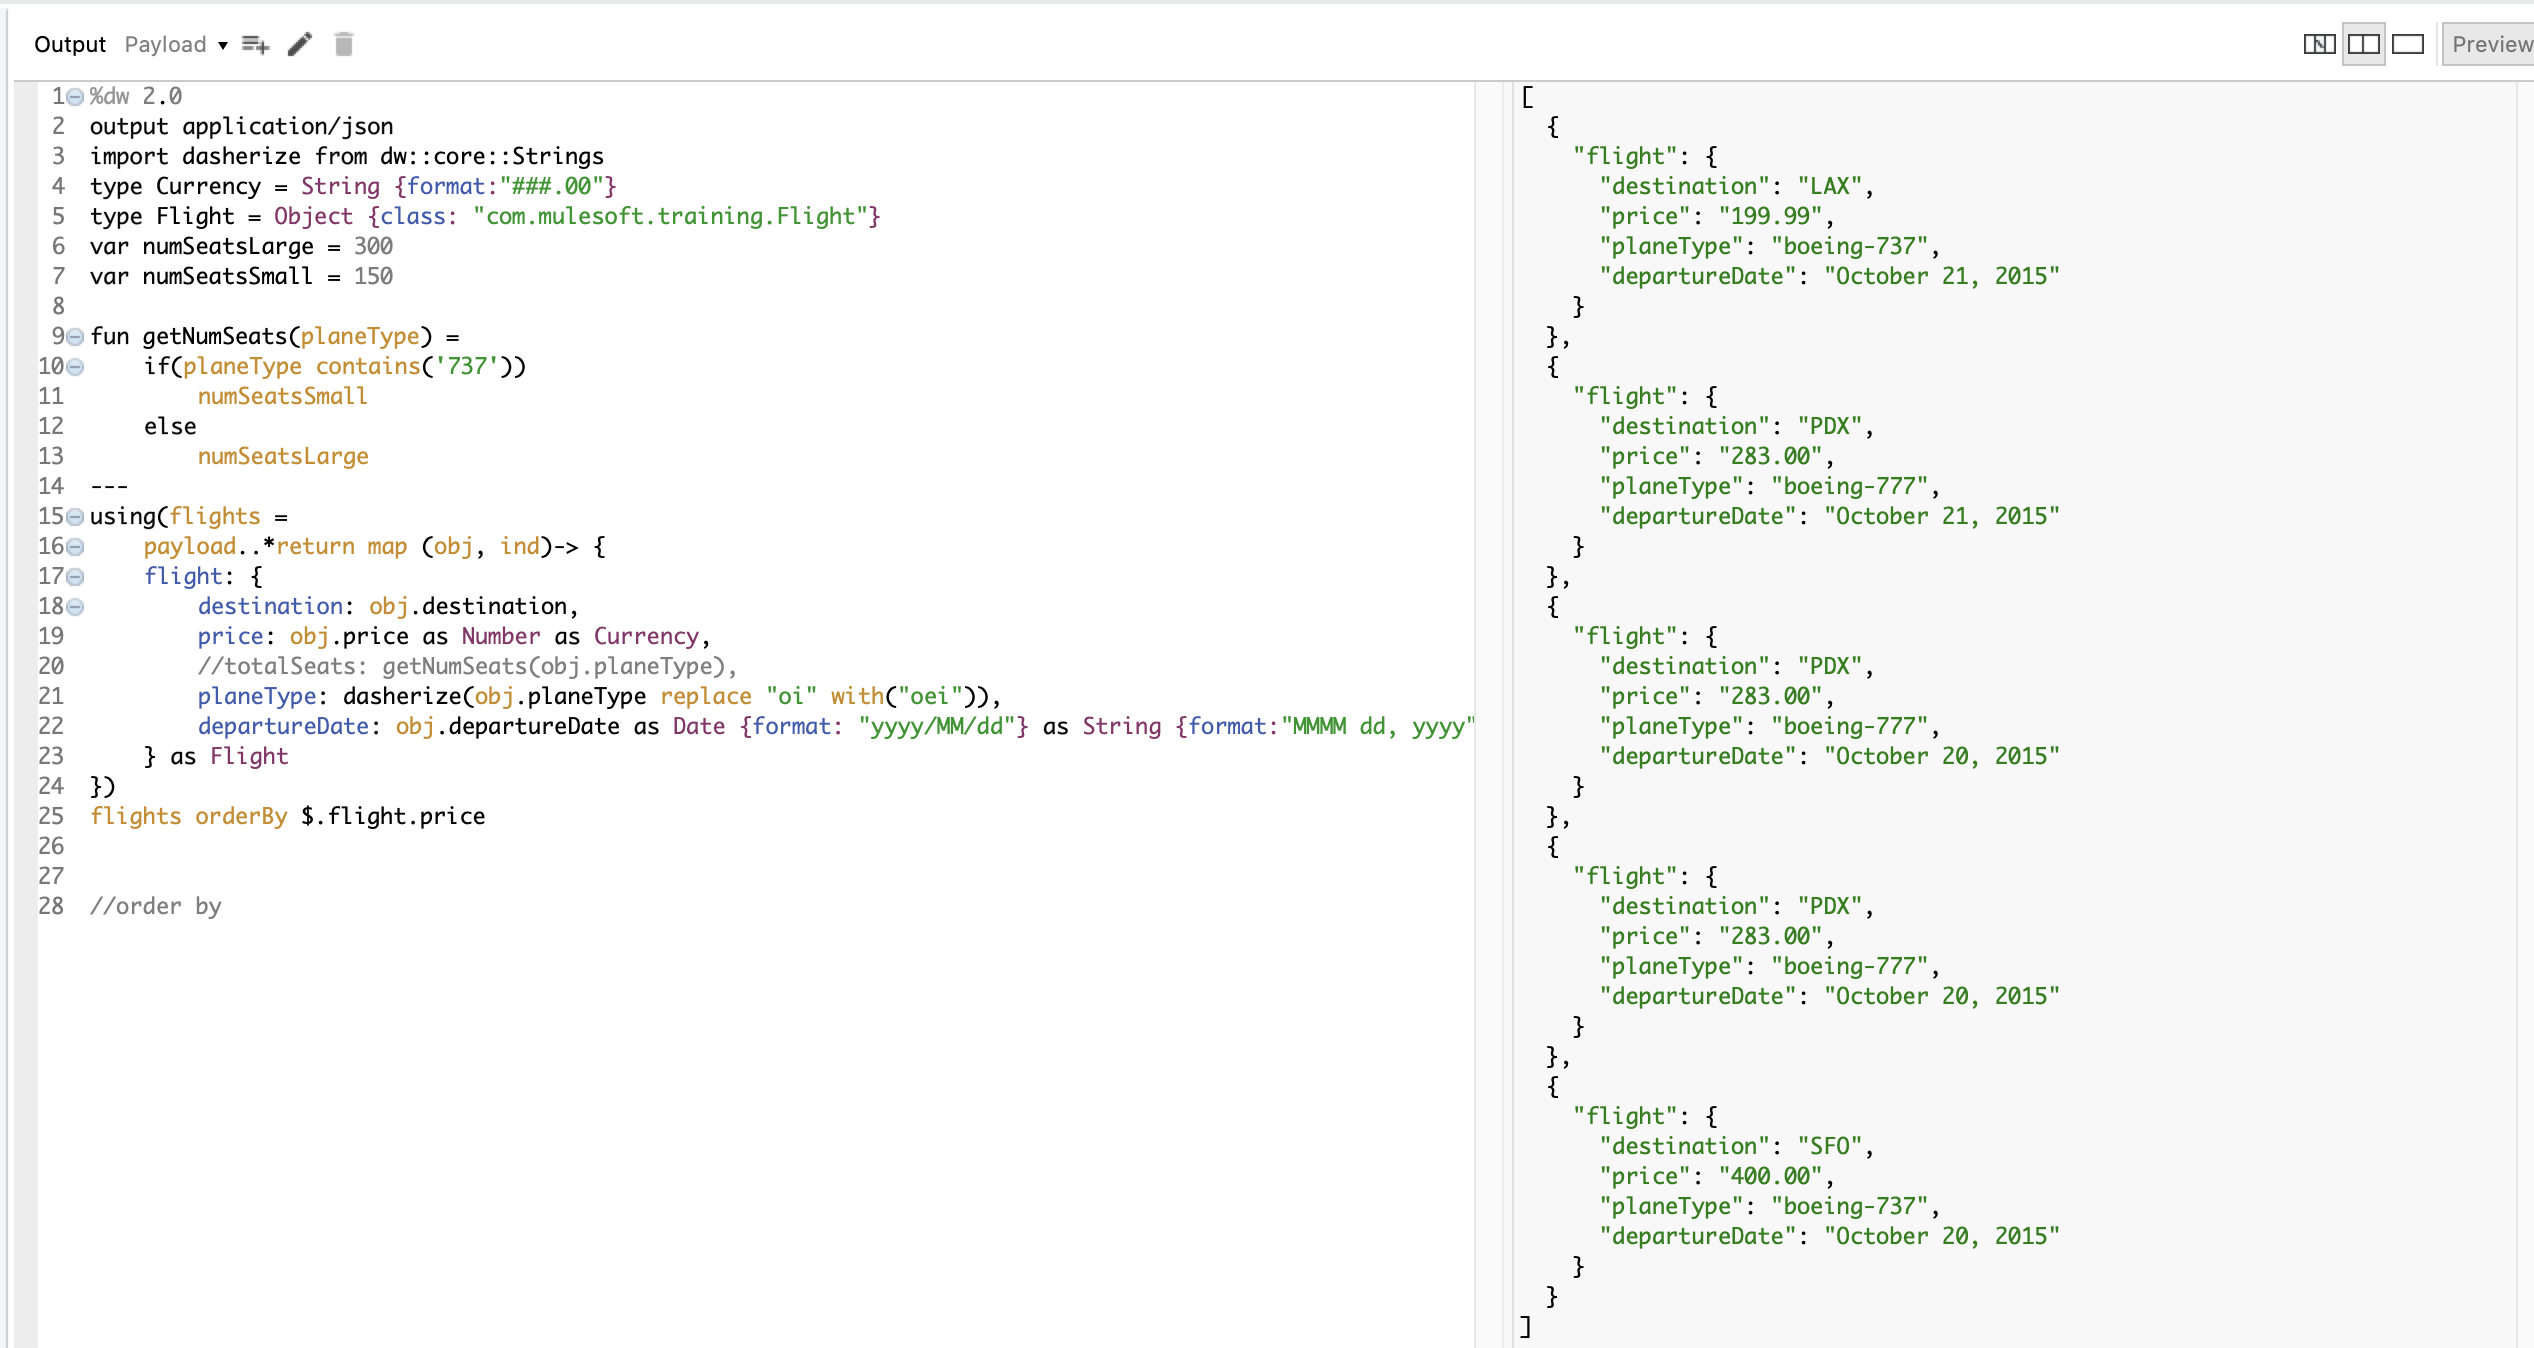 Output Payload Preview
1 %dw 2.0
2 output application/json
3 import dasherize from dw::core::Strings
4 type Currency = String {format:"###.00"}
5 type Flight = Object {class: "com.mulesoft.training.Flight"}
6 var numSeatsLarge = 300
7 var numSeatsSmall = 150
8
9 fun getNumSeats(planeType) =
10 if(planeType contains('737'))
11 numSeatsSmall
12 else
13 numSeatsLarge
14 ---
15 using(flights =
16 payload..*return map (obj, ind)-> {
17 flight: {
18 destination: obj.destination,
19 price: obj.price as Number as Currency,
20 //totalSeats: getNumSeats(obj.planeType),
21 planeType: dasherize(obj.planeType replace "oi" with("oei")),
22 departureDate: obj.departureDate as Date {format: "yyyy/MM/dd"} as String {format:"MMMM dd, yyyy"
23 } as Flight
24 })
25 flights orderBy $.flight.price
26
27
28 //order by
[
{
"flight": {
"destination": "LAX",
"price": "199.99",
"planeType": "boeing-737",
"departureDate": "October 21, 2015"
}
},
{
"flight": {
"destination": "PDX",
"price": "283.00",
"planeType": "boeing-777",
"departureDate": "October 21, 2015"
}
},
{
"flight": {
"destination": "PDX",
"price": "283.00",
"planeType": "boeing-777",
"departureDate": "October 20, 2015"
}
},
{
"flight": {
"destination": "PDX",
"price": "283.00",
"planeType": "boeing-777",
"departureDate": "October 20, 2015"
}
},
{
"flight": {
"destination": "SFO",
"price": "400.00",
"planeType": "boeing-737",
"departureDate": "October 20, 2015"
}
}
]